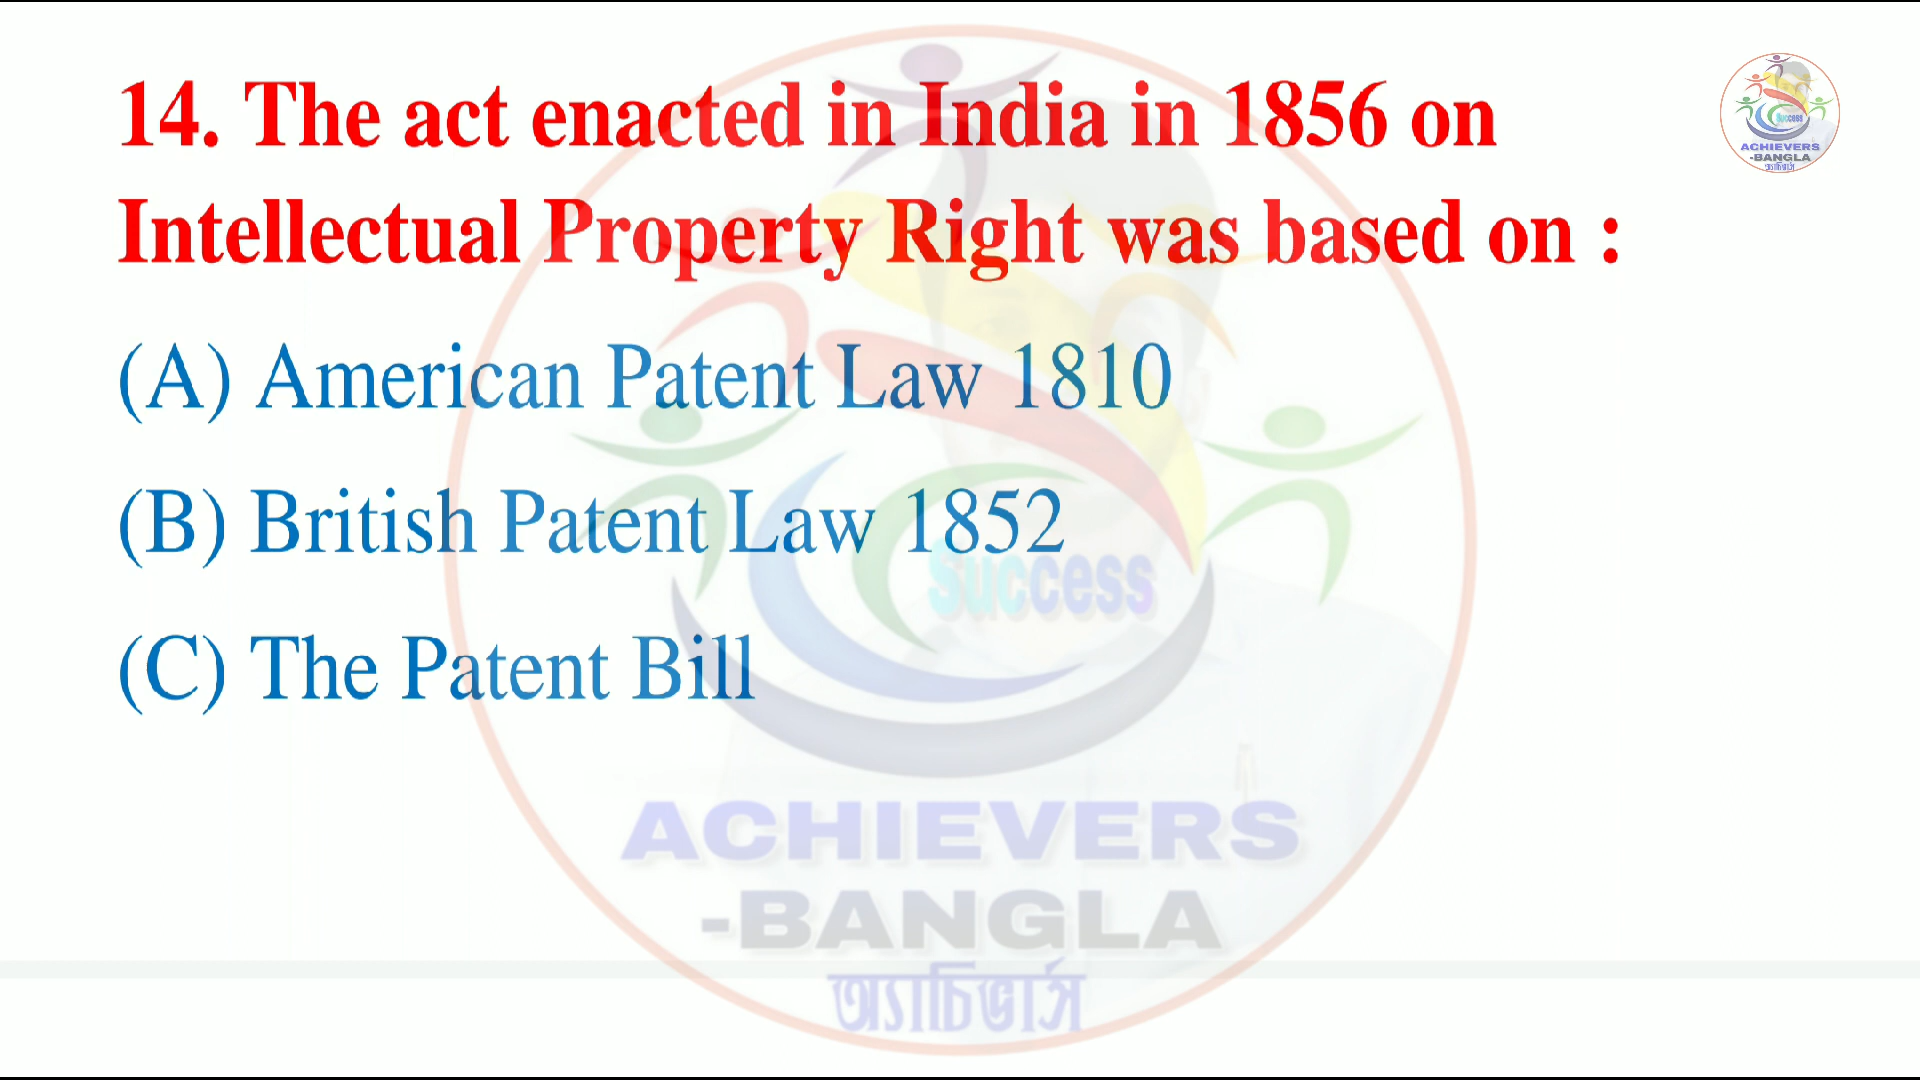 14. The act enacted in India in 1856 on
Intellectual Property Right was based on :
(A) American Patent Law 1810
(B) British Patent Law 1852
(C) The Patent Bill
Success
ACHIEVERS
-BANGLA
অ্যাচিভার্স
Success
ACHIEVERS
-BANGLA
অ্যাচিভার্স